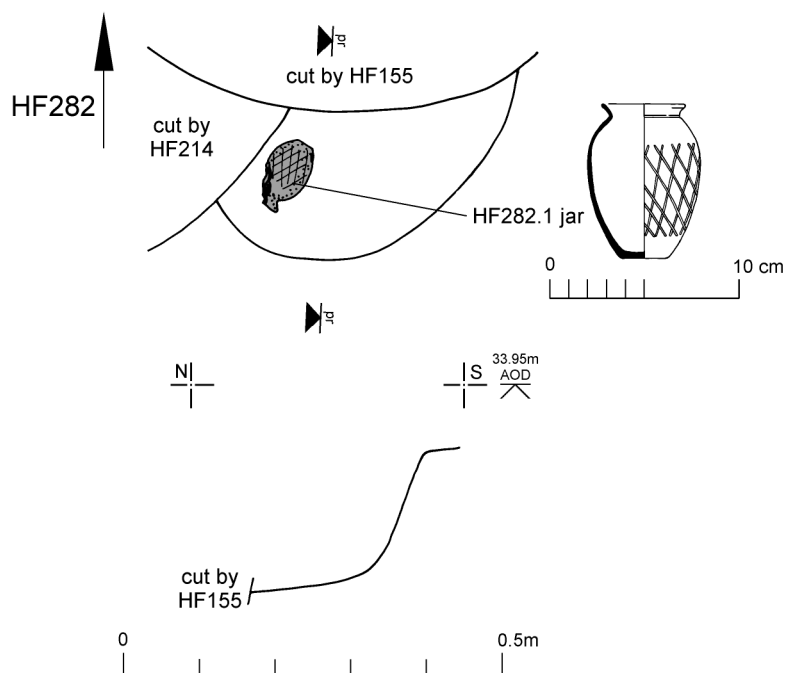 pr
cut by HF155
HF282
cut by
HF214
HF282.1 jar
0 10 cm
pr
N S 33.95m
AOD
cut by
HF155
0 0.5m